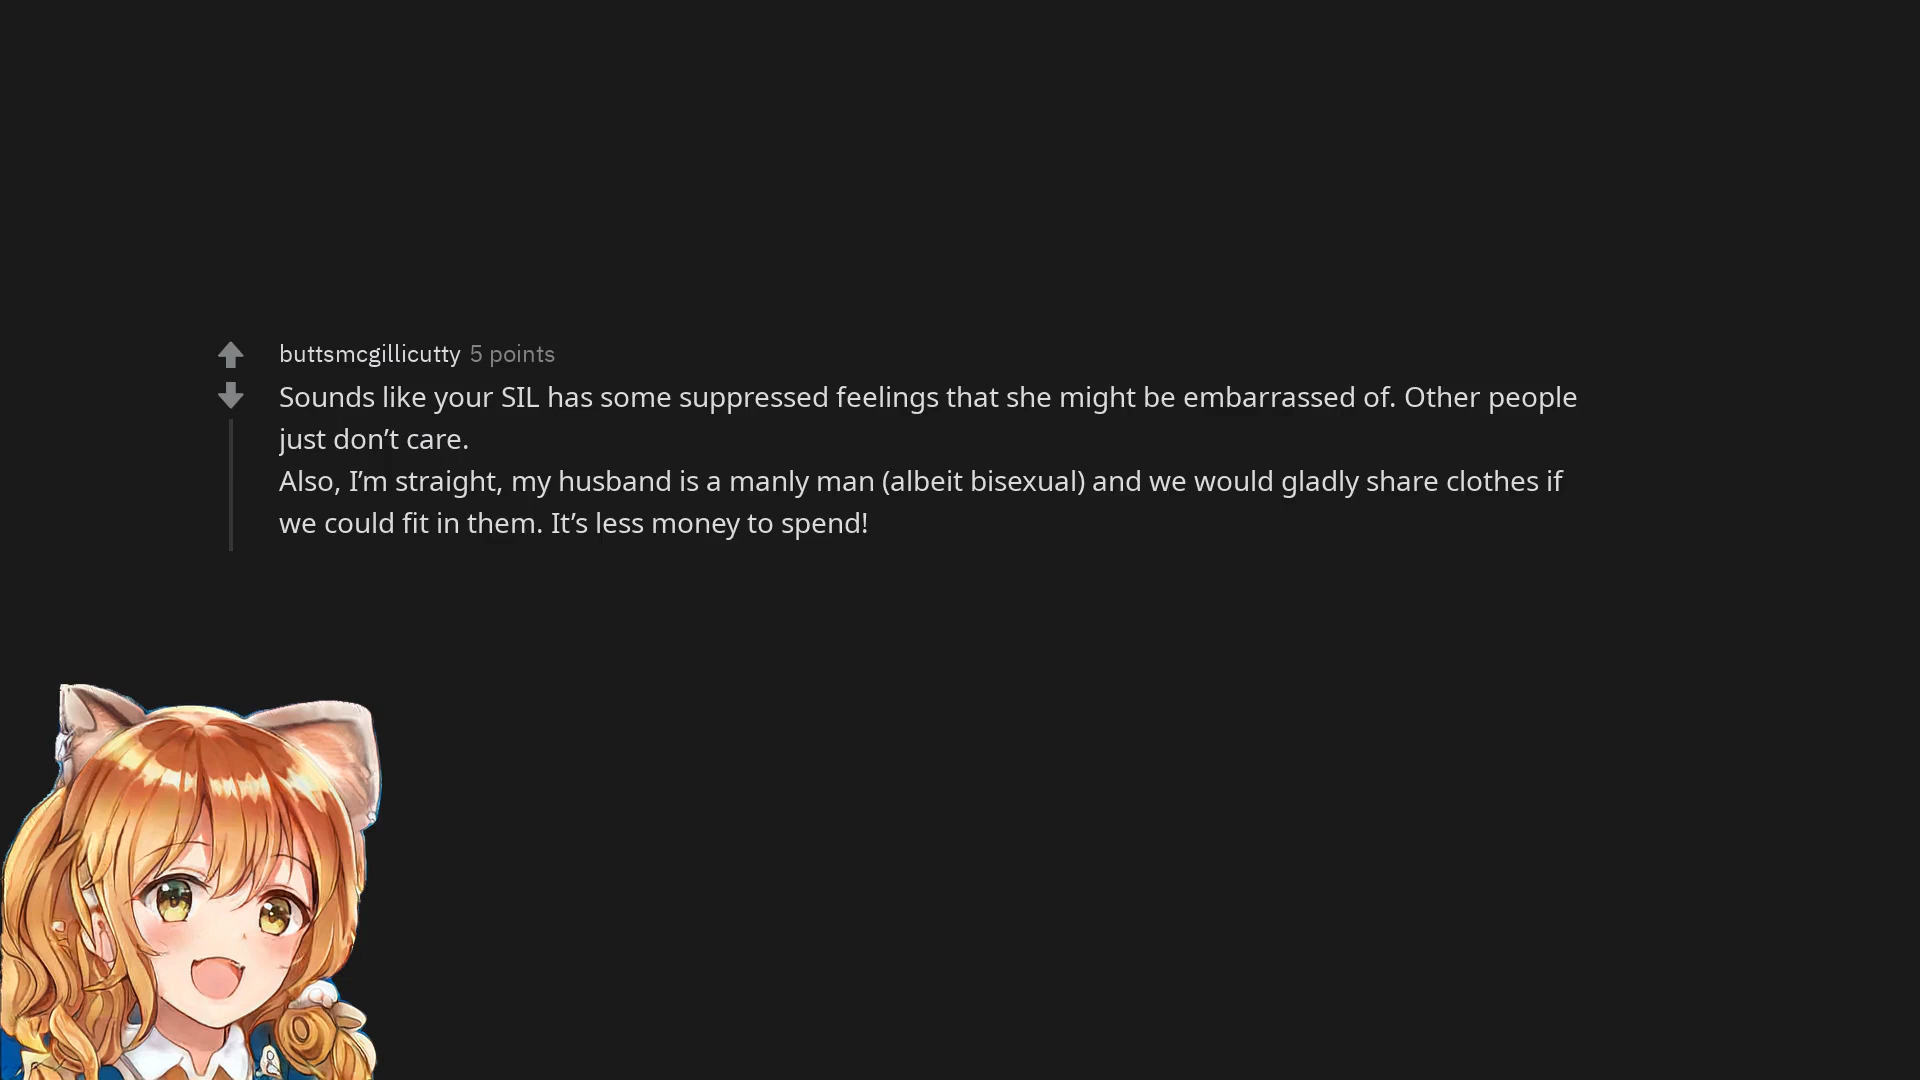 buttsmcgillicutty 5 points
Sounds like your SIL has some suppressed feelings that she might be embarrassed of. Other people
just don’t care.
Also, I’m straight, my husband is a manly man (albeit bisexual) and we would gladly share clothes if
we could fit in them. It’s less money to spend!